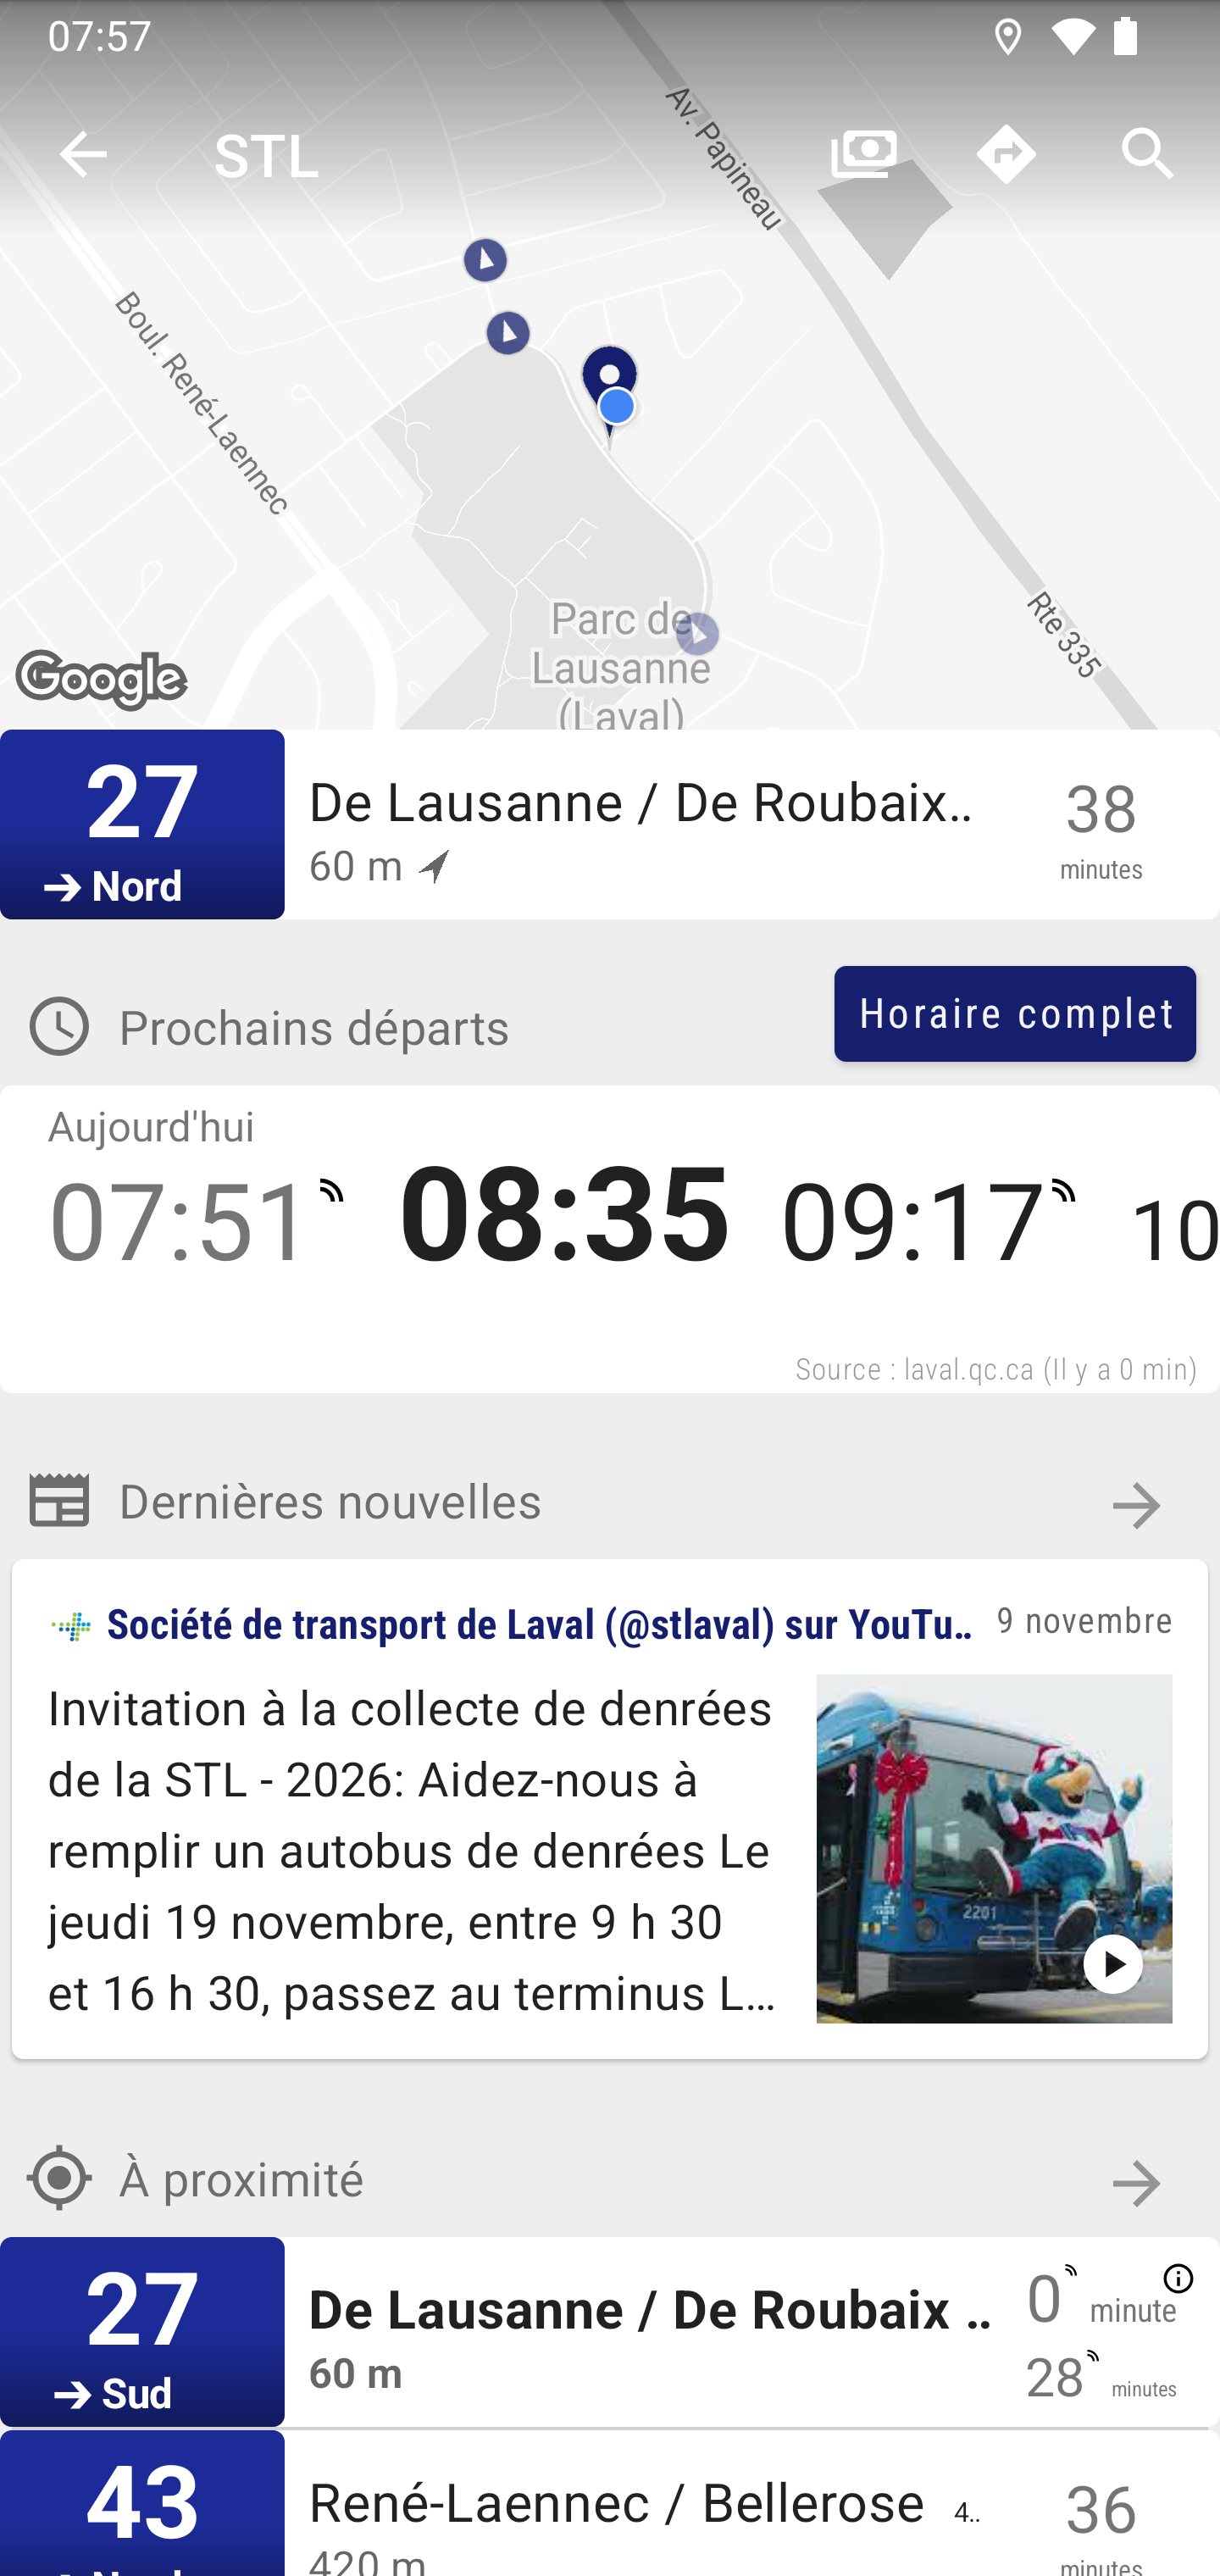 07:57
STL
Av. Papineau
Boul. René-Laennec
Parc de
Lausanne
(Laval)
Rte 335
Google
27
Nord
De Lausanne / De Roubaix..
60 m
38
minutes
Prochains départs
Horaire complet
Aujourd'hui
07:51 08:35 09:17 10
Source : laval.qc.ca (Il y a 0 min)
Dernières nouvelles
Société de transport de Laval (@stlaval) sur YouTu… 9 novembre
Invitation à la collecte de denrées
de la STL - 2026: Aidez-nous à
remplir un autobus de denrées Le
jeudi 19 novembre, entre 9 h 30
et 16 h 30, passez au terminus L…
2201
À proximité
27
Sud
De Lausanne / De Roubaix ..
60 m
0 minute
28 minutes
43
Nord
René-Laennec / Bellerose 4..
420 m
36
minutes